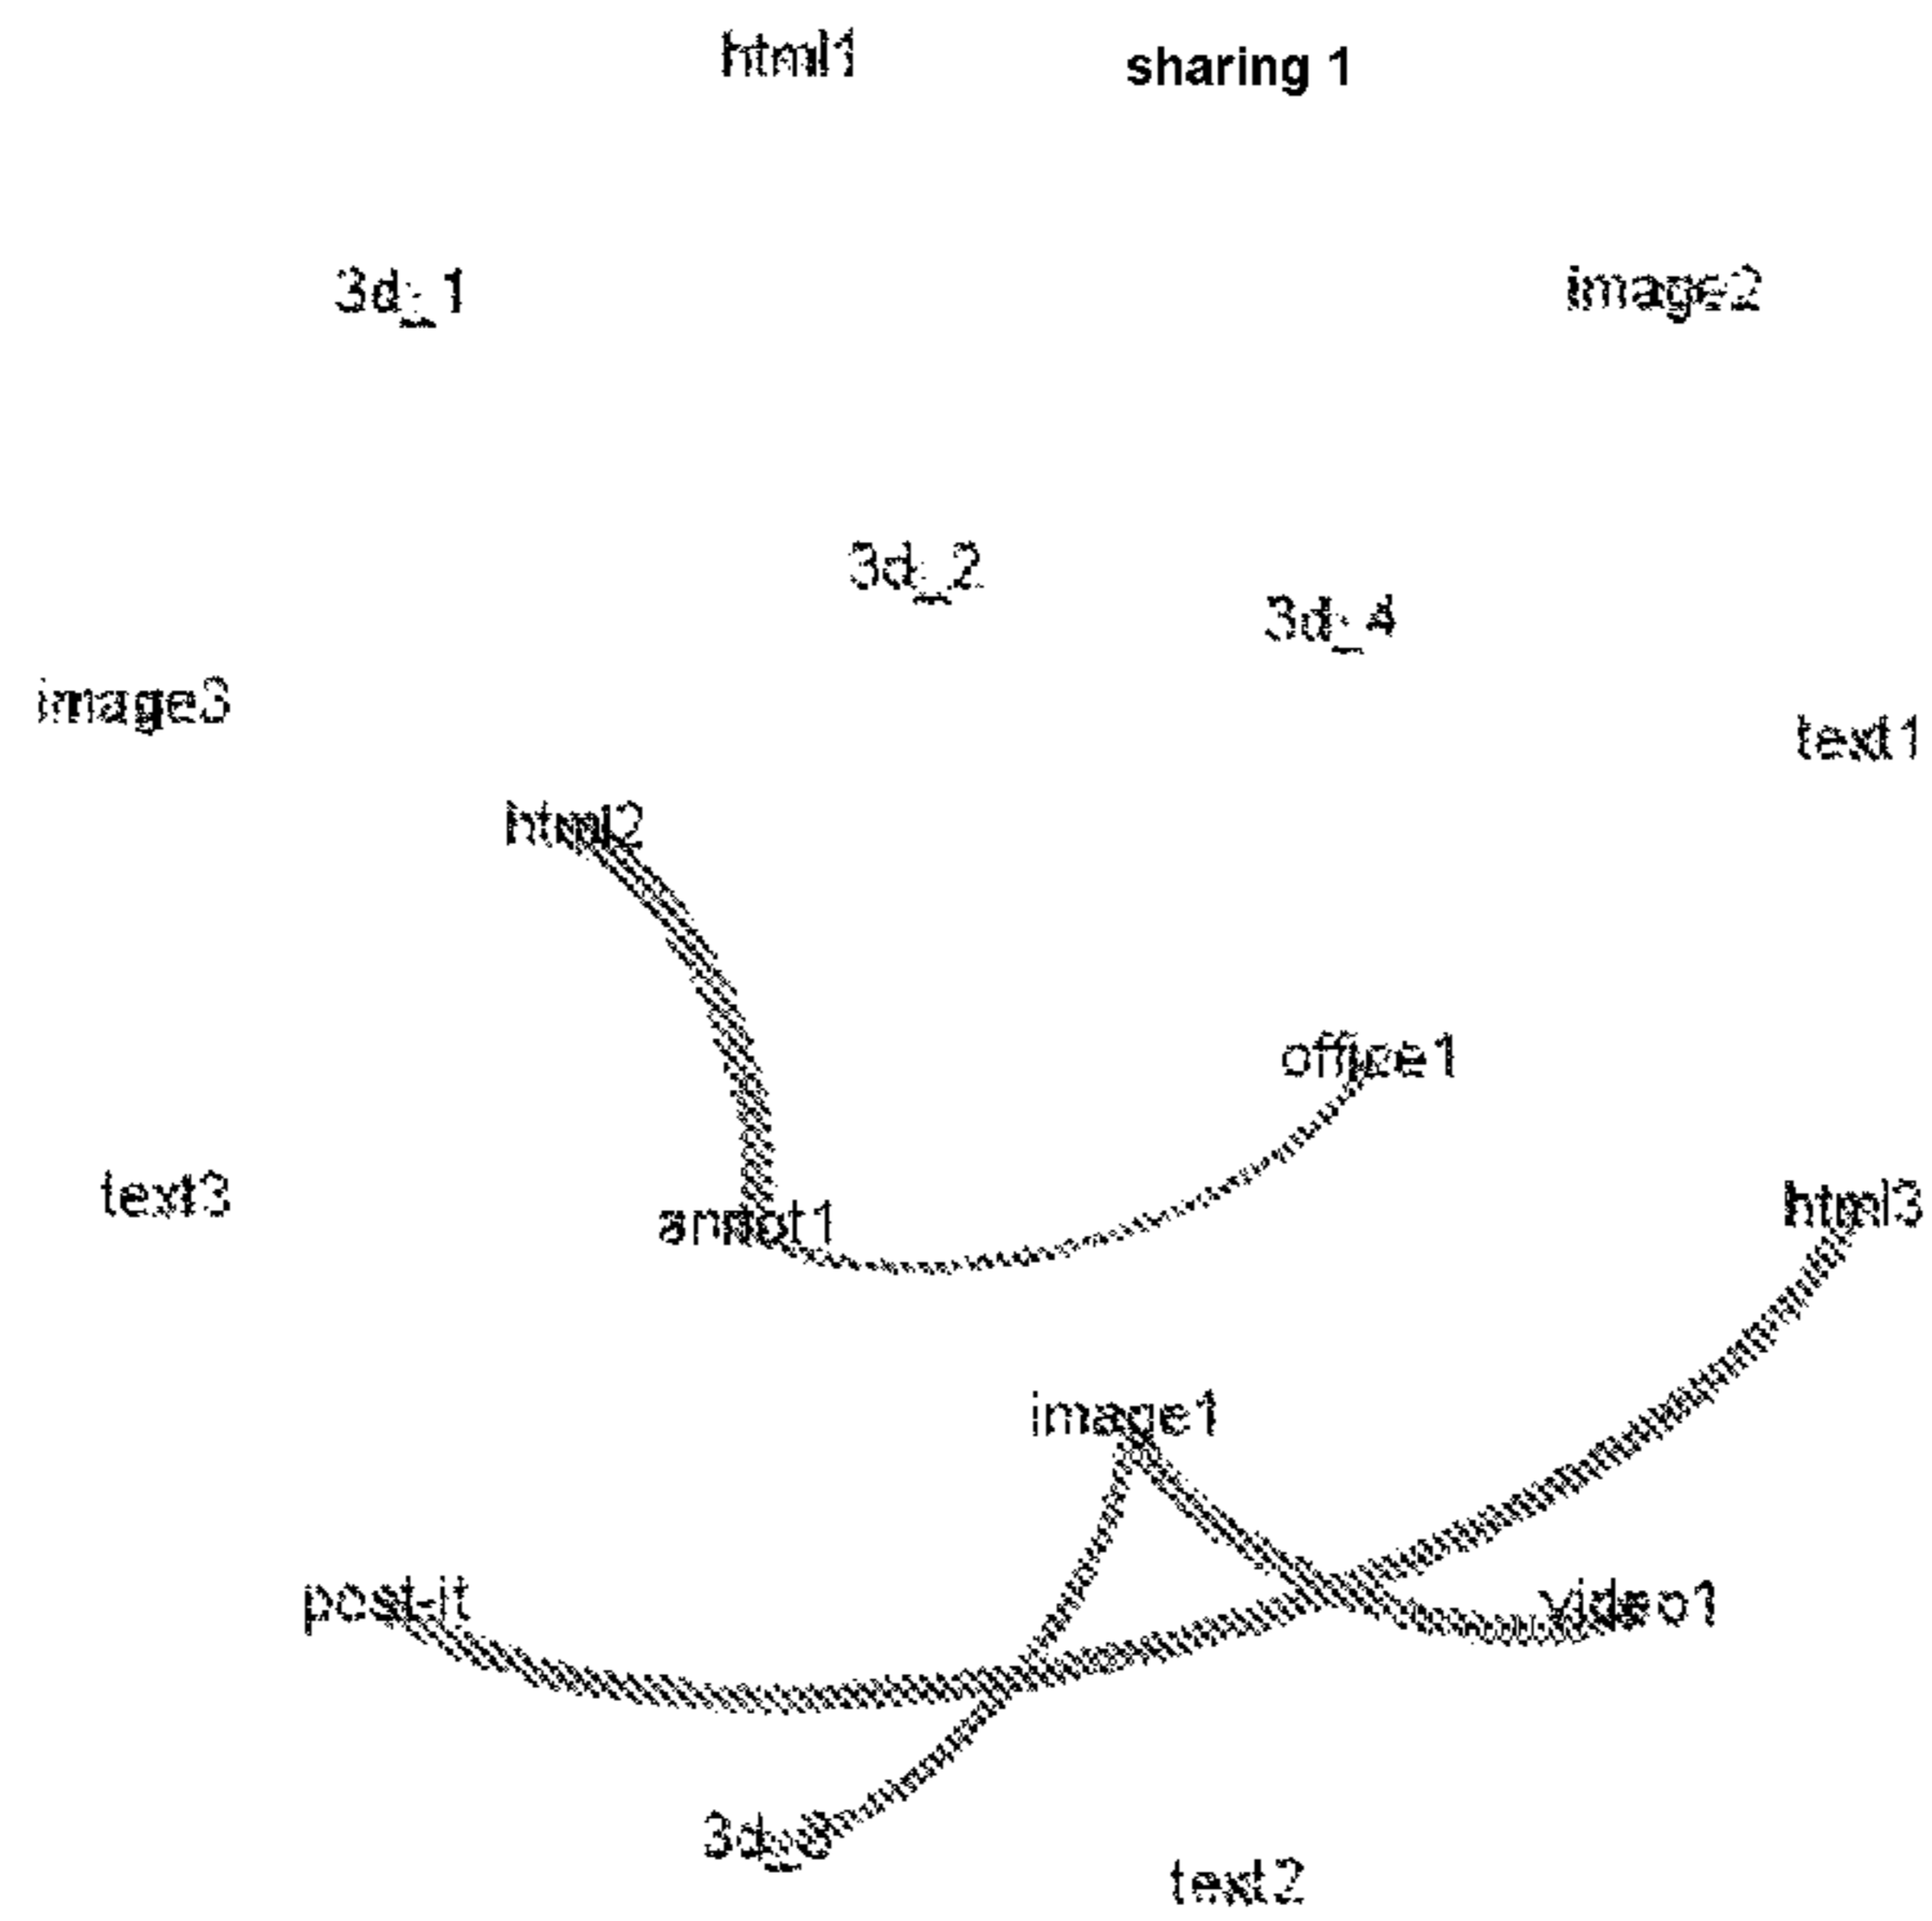 html1
sharing 1
3d_1
image2
3d_2
3d_4
image3
text1
html2
office1
text3
annot1
html3
image1
post-it
video1
3d_3
text2